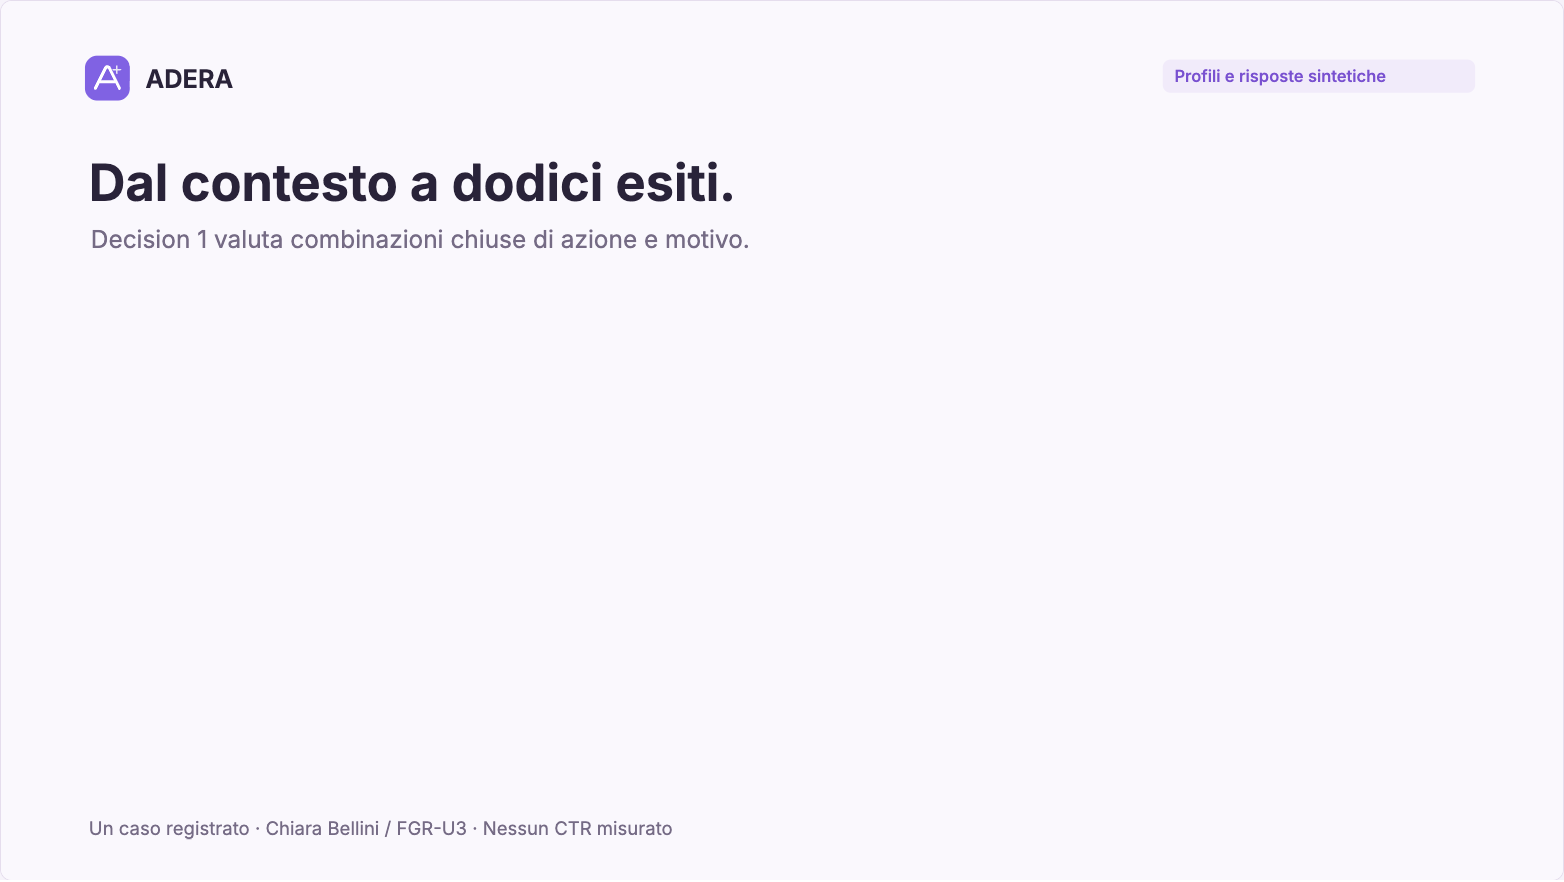 ADERA
Profili e risposte sintetiche
Dal contesto a dodici esiti.
Decision 1 valuta combinazioni chiuse di azione e motivo.
Un caso registrato · Chiara Bellini / FGR-U3 · Nessun CTR misurato